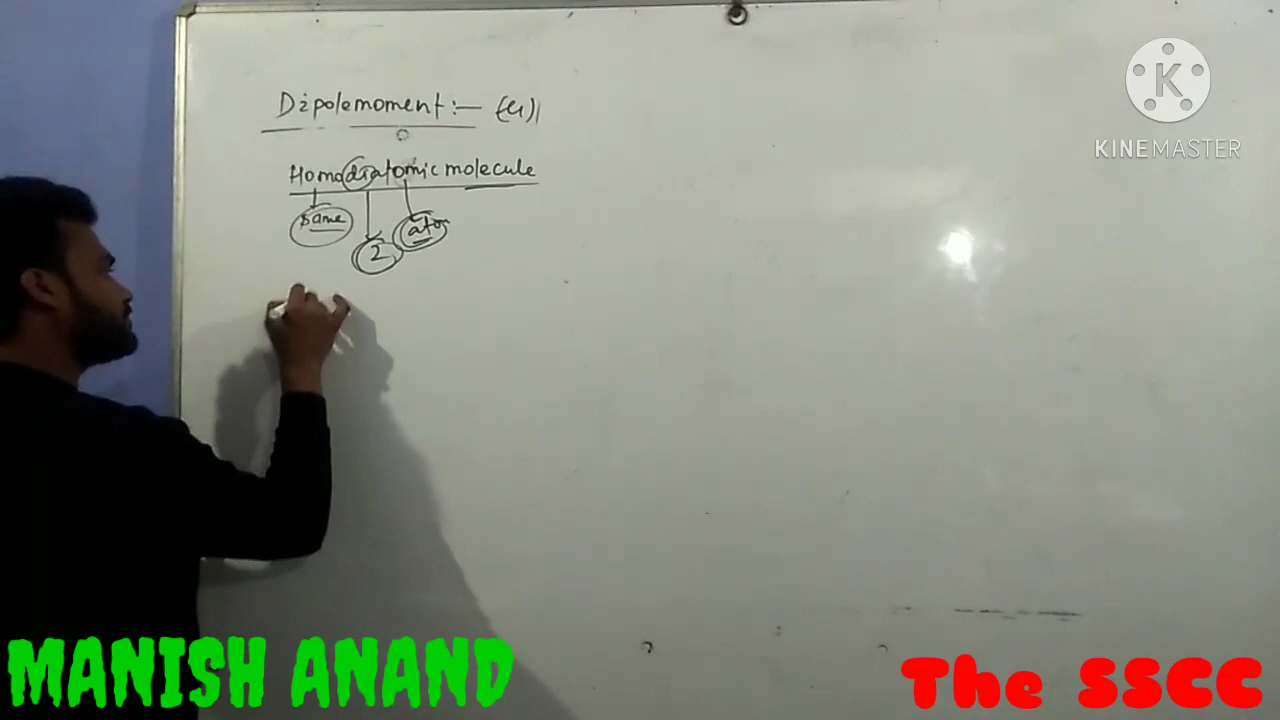 Dipolemoment :— (μ)
Homodiatomic molecule
same
atom
2
K
KINEMASTER
MANISH ANAND
The SSCC